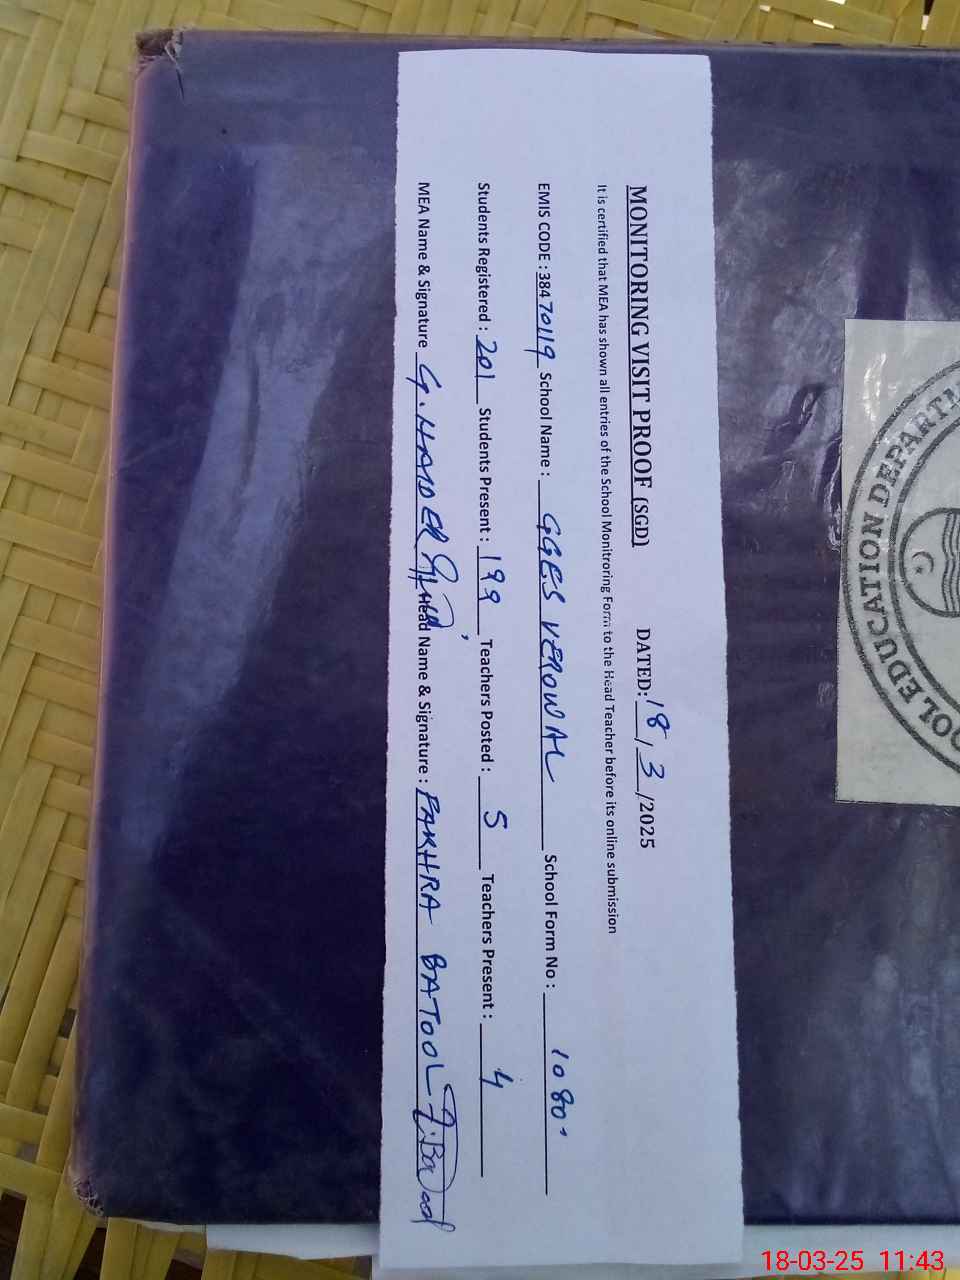 MONITORING VISIT PROOF (SGD) DATED: 18/3/2025
It is certified that MEA has shown all entries of the School Monitroring Form to the Head Teacher before its online submission
EMIS CODE : 38470119 School Name : GGES VEROWAL School Form No : 1080
Students Registered : 201 Students Present : 199 Teachers Posted : 5 Teachers Present : 4
MEA Name & Signature G. HAIDER Head Name & Signature : FAKHRA BATOOL
EDUCATION
18-03-25 11:43